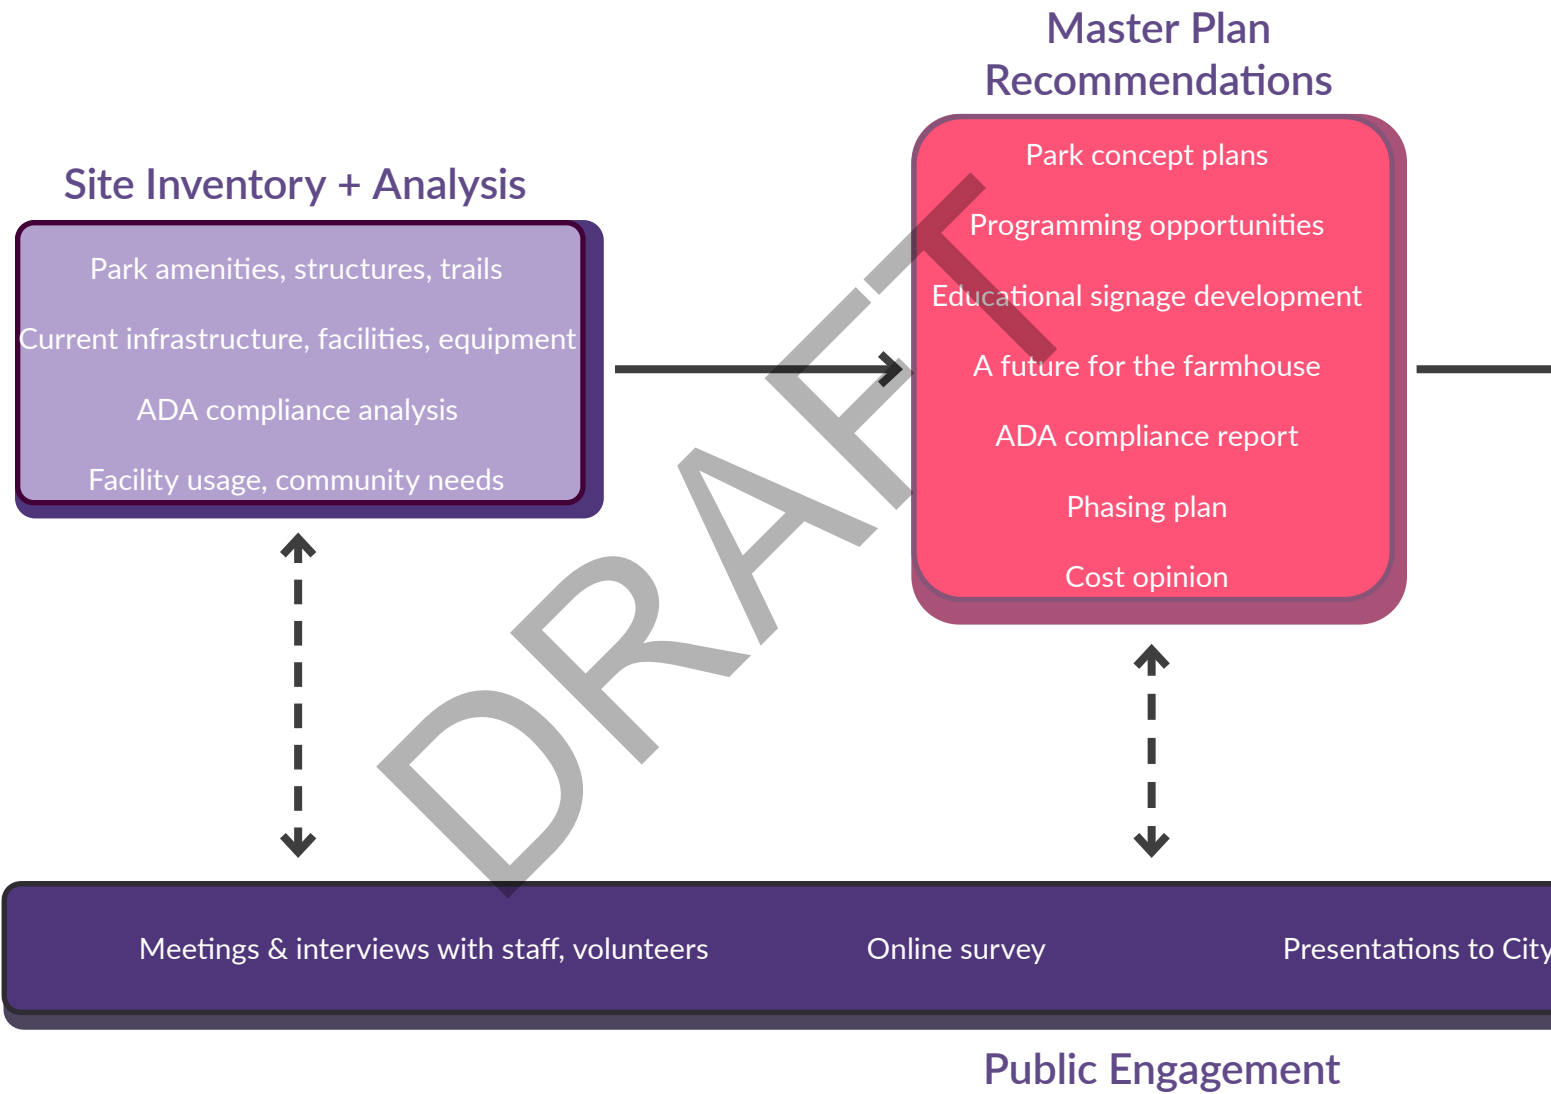 Master Plan
Recommendations
Site Inventory + Analysis
Park amenities, structures, trails
Current infrastructure, facilities, equipment
ADA compliance analysis
Facility usage, community needs
Park concept plans
Programming opportunities
Educational signage development
A future for the farmhouse
ADA compliance report
Phasing plan
Cost opinion
DRAFT
Meetings & interviews with staff, volunteers
Online survey
Presentations to City
Public Engagement